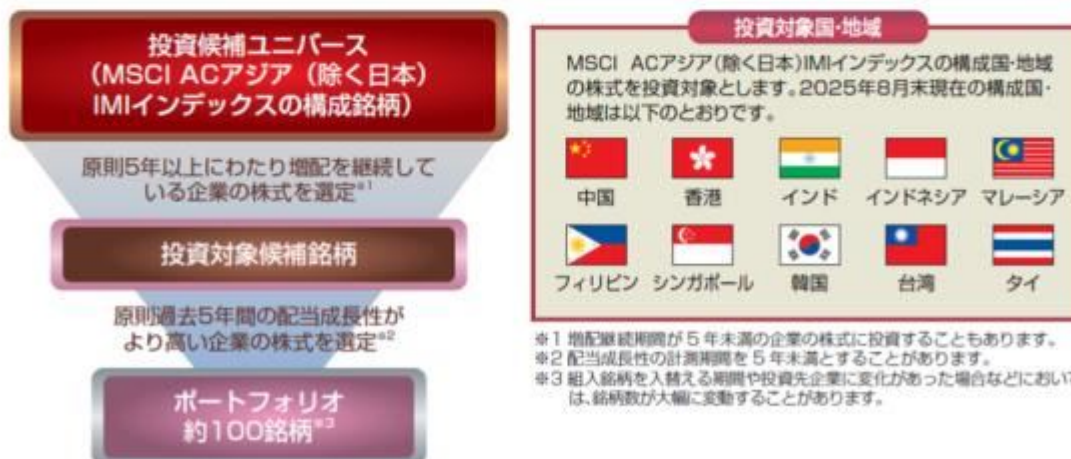 投資候補ユニバース
(MSCI ACアジア(除く日本)
IMIインデックスの構成銘柄)
原則5年以上にわたり増配を継続して
いる企業の株式を選定※1
投資対象候補銘柄
原則過去5年間の配当成長性が
より高い企業の株式を選定※2
ポートフォリオ
約100銘柄※3
投資対象国・地域
MSCI ACアジア(除く日本)IMIインデックスの構成国・地域
の株式を投資対象とします。2025年8月末現在の構成国・
地域は以下のとおりです。
中国 香港 インド インドネシア マレーシア
フィリピン シンガポール 韓国 台湾 タイ
※1 増配継続期間が5年未満の企業の株式に投資することもあります。
※2 配当成長性の計測期間を5年未満とすることがあります。
※3 組入銘柄を入替える期間や投資先企業に変化があった場合などにおいて
は、銘柄数が大幅に変動することがあります。